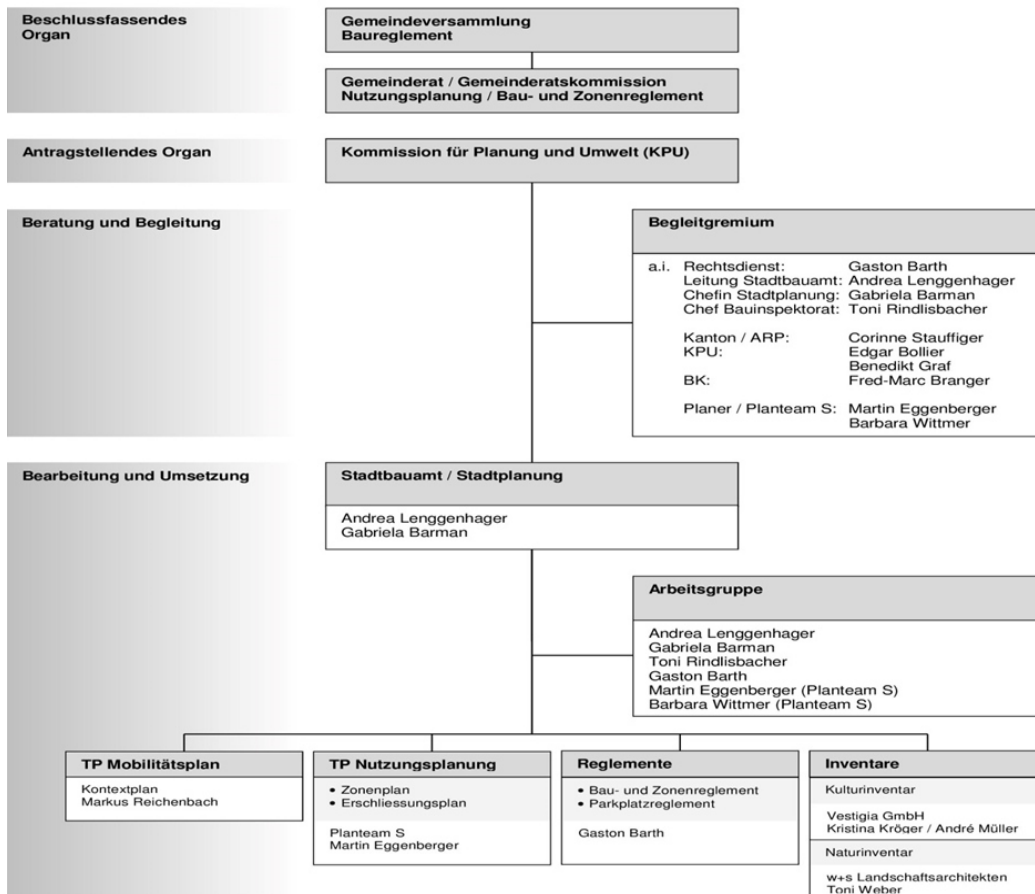 Beschlussfassendes
Organ
Gemeindeversammlung
Baureglement
Gemeinderat / Gemeinderatskommission
Nutzungsplanung / Bau- und Zonenreglement
Antragstellendes Organ
Kommission für Planung und Umwelt (KPU)
Beratung und Begleitung
Begleitgremium
a.i. Rechtsdienst: Gaston Barth
Leitung Stadtbauamt: Andrea Lenggenhager
Chefin Stadtplanung: Gabriela Barman
Chef Bauinspektorat: Toni Rindlisbacher
Kanton / ARP: Corinne Stauffiger
KPU: Edgar Bollier
Benedikt Graf
BK: Fred-Marc Branger
Planer / Planteam S: Martin Eggenberger
Barbara Wittmer
Bearbeitung und Umsetzung
Stadtbauamt / Stadtplanung
Andrea Lenggenhager
Gabriela Barman
Arbeitsgruppe
Andrea Lenggenhager
Gabriela Barman
Toni Rindlisbacher
Gaston Barth
Martin Eggenberger (Planteam S)
Barbara Wittmer (Planteam S)
TP Mobilitätsplan
Kontextplan
Markus Reichenbach
TP Nutzungsplanung
• Zonenplan
• Erschliessungsplan
Planteam S
Martin Eggenberger
Reglemente
• Bau- und Zonenreglement
• Parkplatzreglement
Gaston Barth
Inventare
Kulturinventar
Vestigia GmbH
Kristina Kröger / André Müller
Naturinventar
w+s Landschaftsarchitekten
Toni Weber